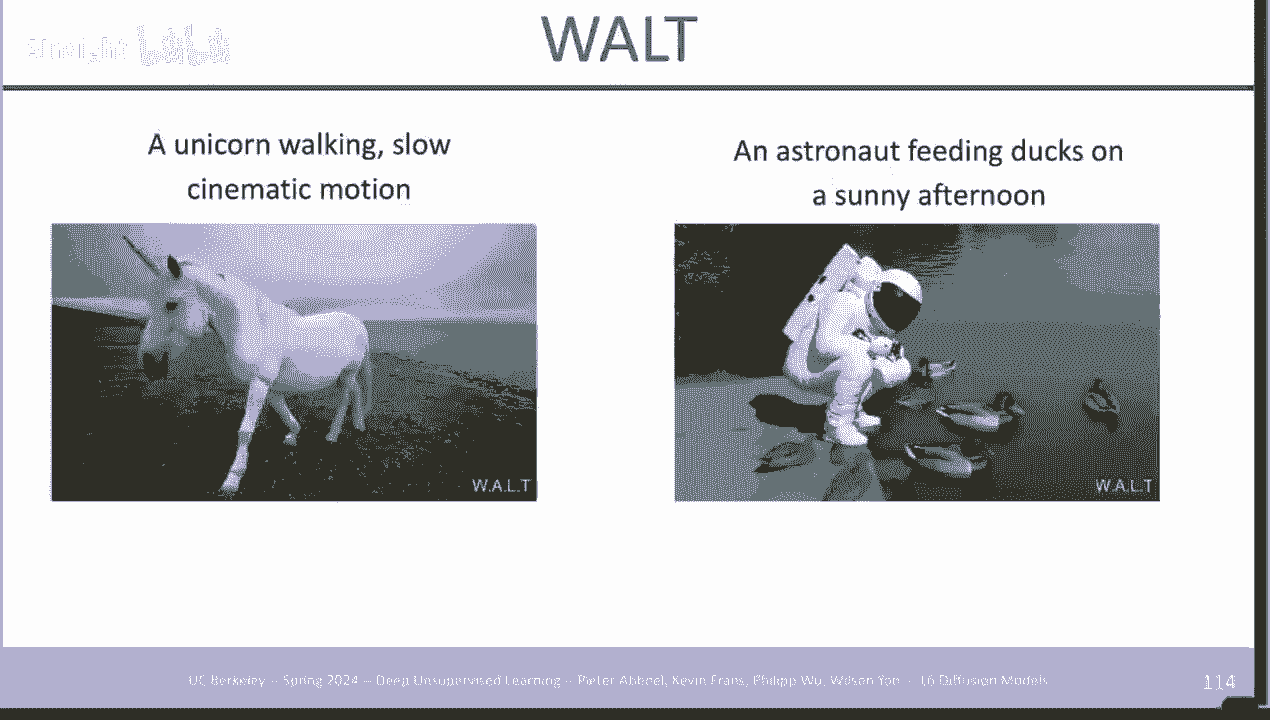 WALT
A unicorn walking, slow
cinematic motion
An astronaut feeding ducks on
a sunny afternoon
W.A.L.T
W.A.L.T
UC Berkeley -- Spring 2024 -- Deep Unsupervised Learning -- Pieter Abbeel, Kevin Frans, Philipp Wu, Wilson Yan -- L6 Diffusion Models
114